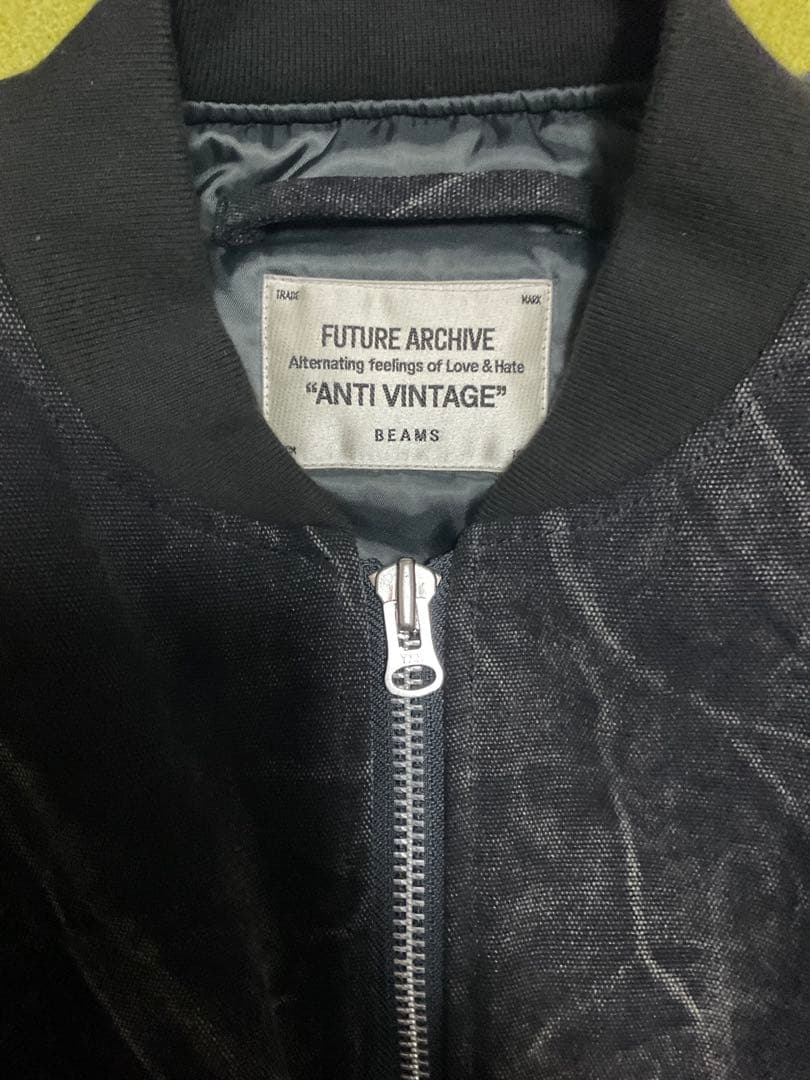 TRADE MARK
FUTURE ARCHIVE
Alternating feelings of Love & Hate
“ANTI VINTAGE”
BEAMS